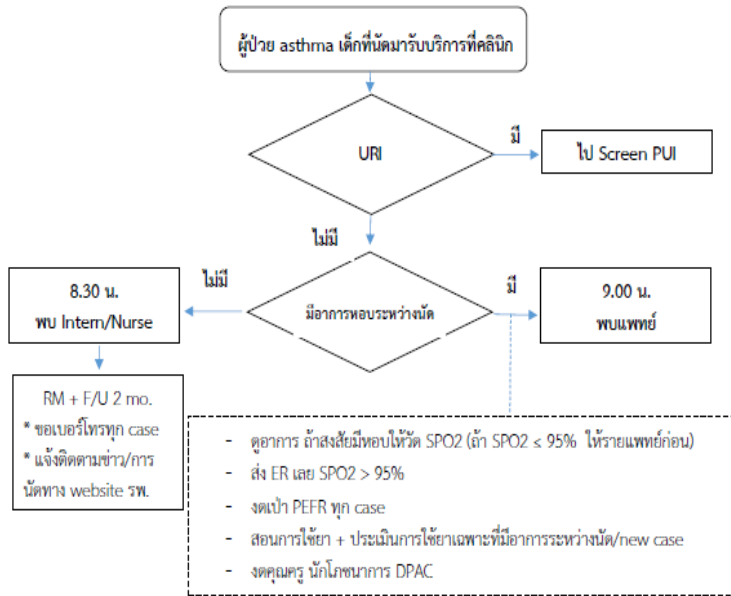 ผู้ป่วย asthma เด็กที่นัดมารับบริการที่คลินิก
URI
มี
ไป Screen PUI
ไม่มี
8.30 น.
พบ Intern/Nurse
ไม่มี
มีอาการหอบระหว่างนัด
มี
9.00 น.
พบแพทย์
RM + F/U 2 mo.
* ขอเบอร์โทรทุก case
* แจ้งติดตามข่าว/การ
นัดทาง website รพ.
- ดูอาการ ถ้าสงสัยมีหอบให้วัด SPO2 (ถ้า SPO2 ≤ 95% ให้รายแพทย์ก่อน)
- ส่ง ER เลย SPO2 > 95%
- งดเป่า PEFR ทุก case
- สอนการใช้ยา + ประเมินการใช้ยาเฉพาะที่มีอาการระหว่างนัด/new case
- งดคุณครู นักโภชนาการ DPAC